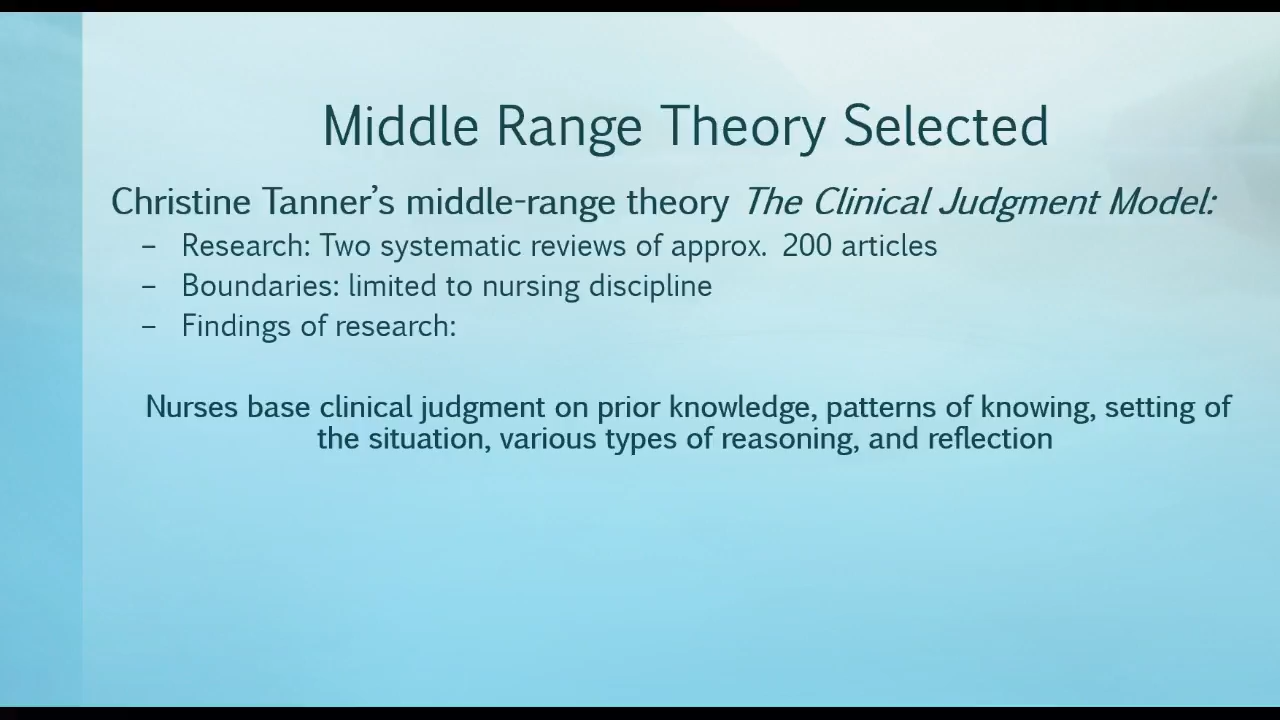 Middle Range Theory Selected
Christine Tanner’s middle-range theory The Clinical Judgment Model:
– Research: Two systematic reviews of approx.  200 articles
– Boundaries: limited to nursing discipline
– Findings of research:
Nurses base clinical judgment on prior knowledge, patterns of knowing, setting of
the situation, various types of reasoning, and reflection